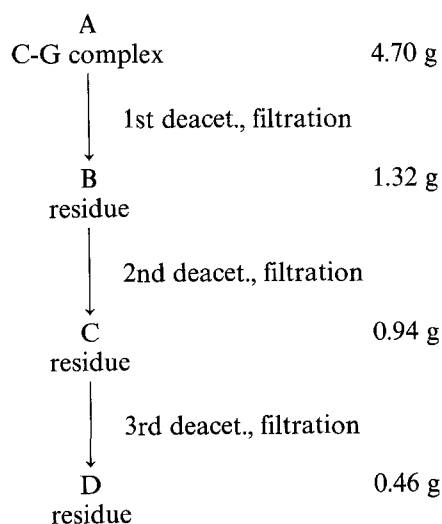 A
C-G complex 4.70 g
1st deacet., filtration
B 1.32 g
residue
2nd deacet., filtration
C 0.94 g
residue
3rd deacet., filtration
D 0.46 g
residue